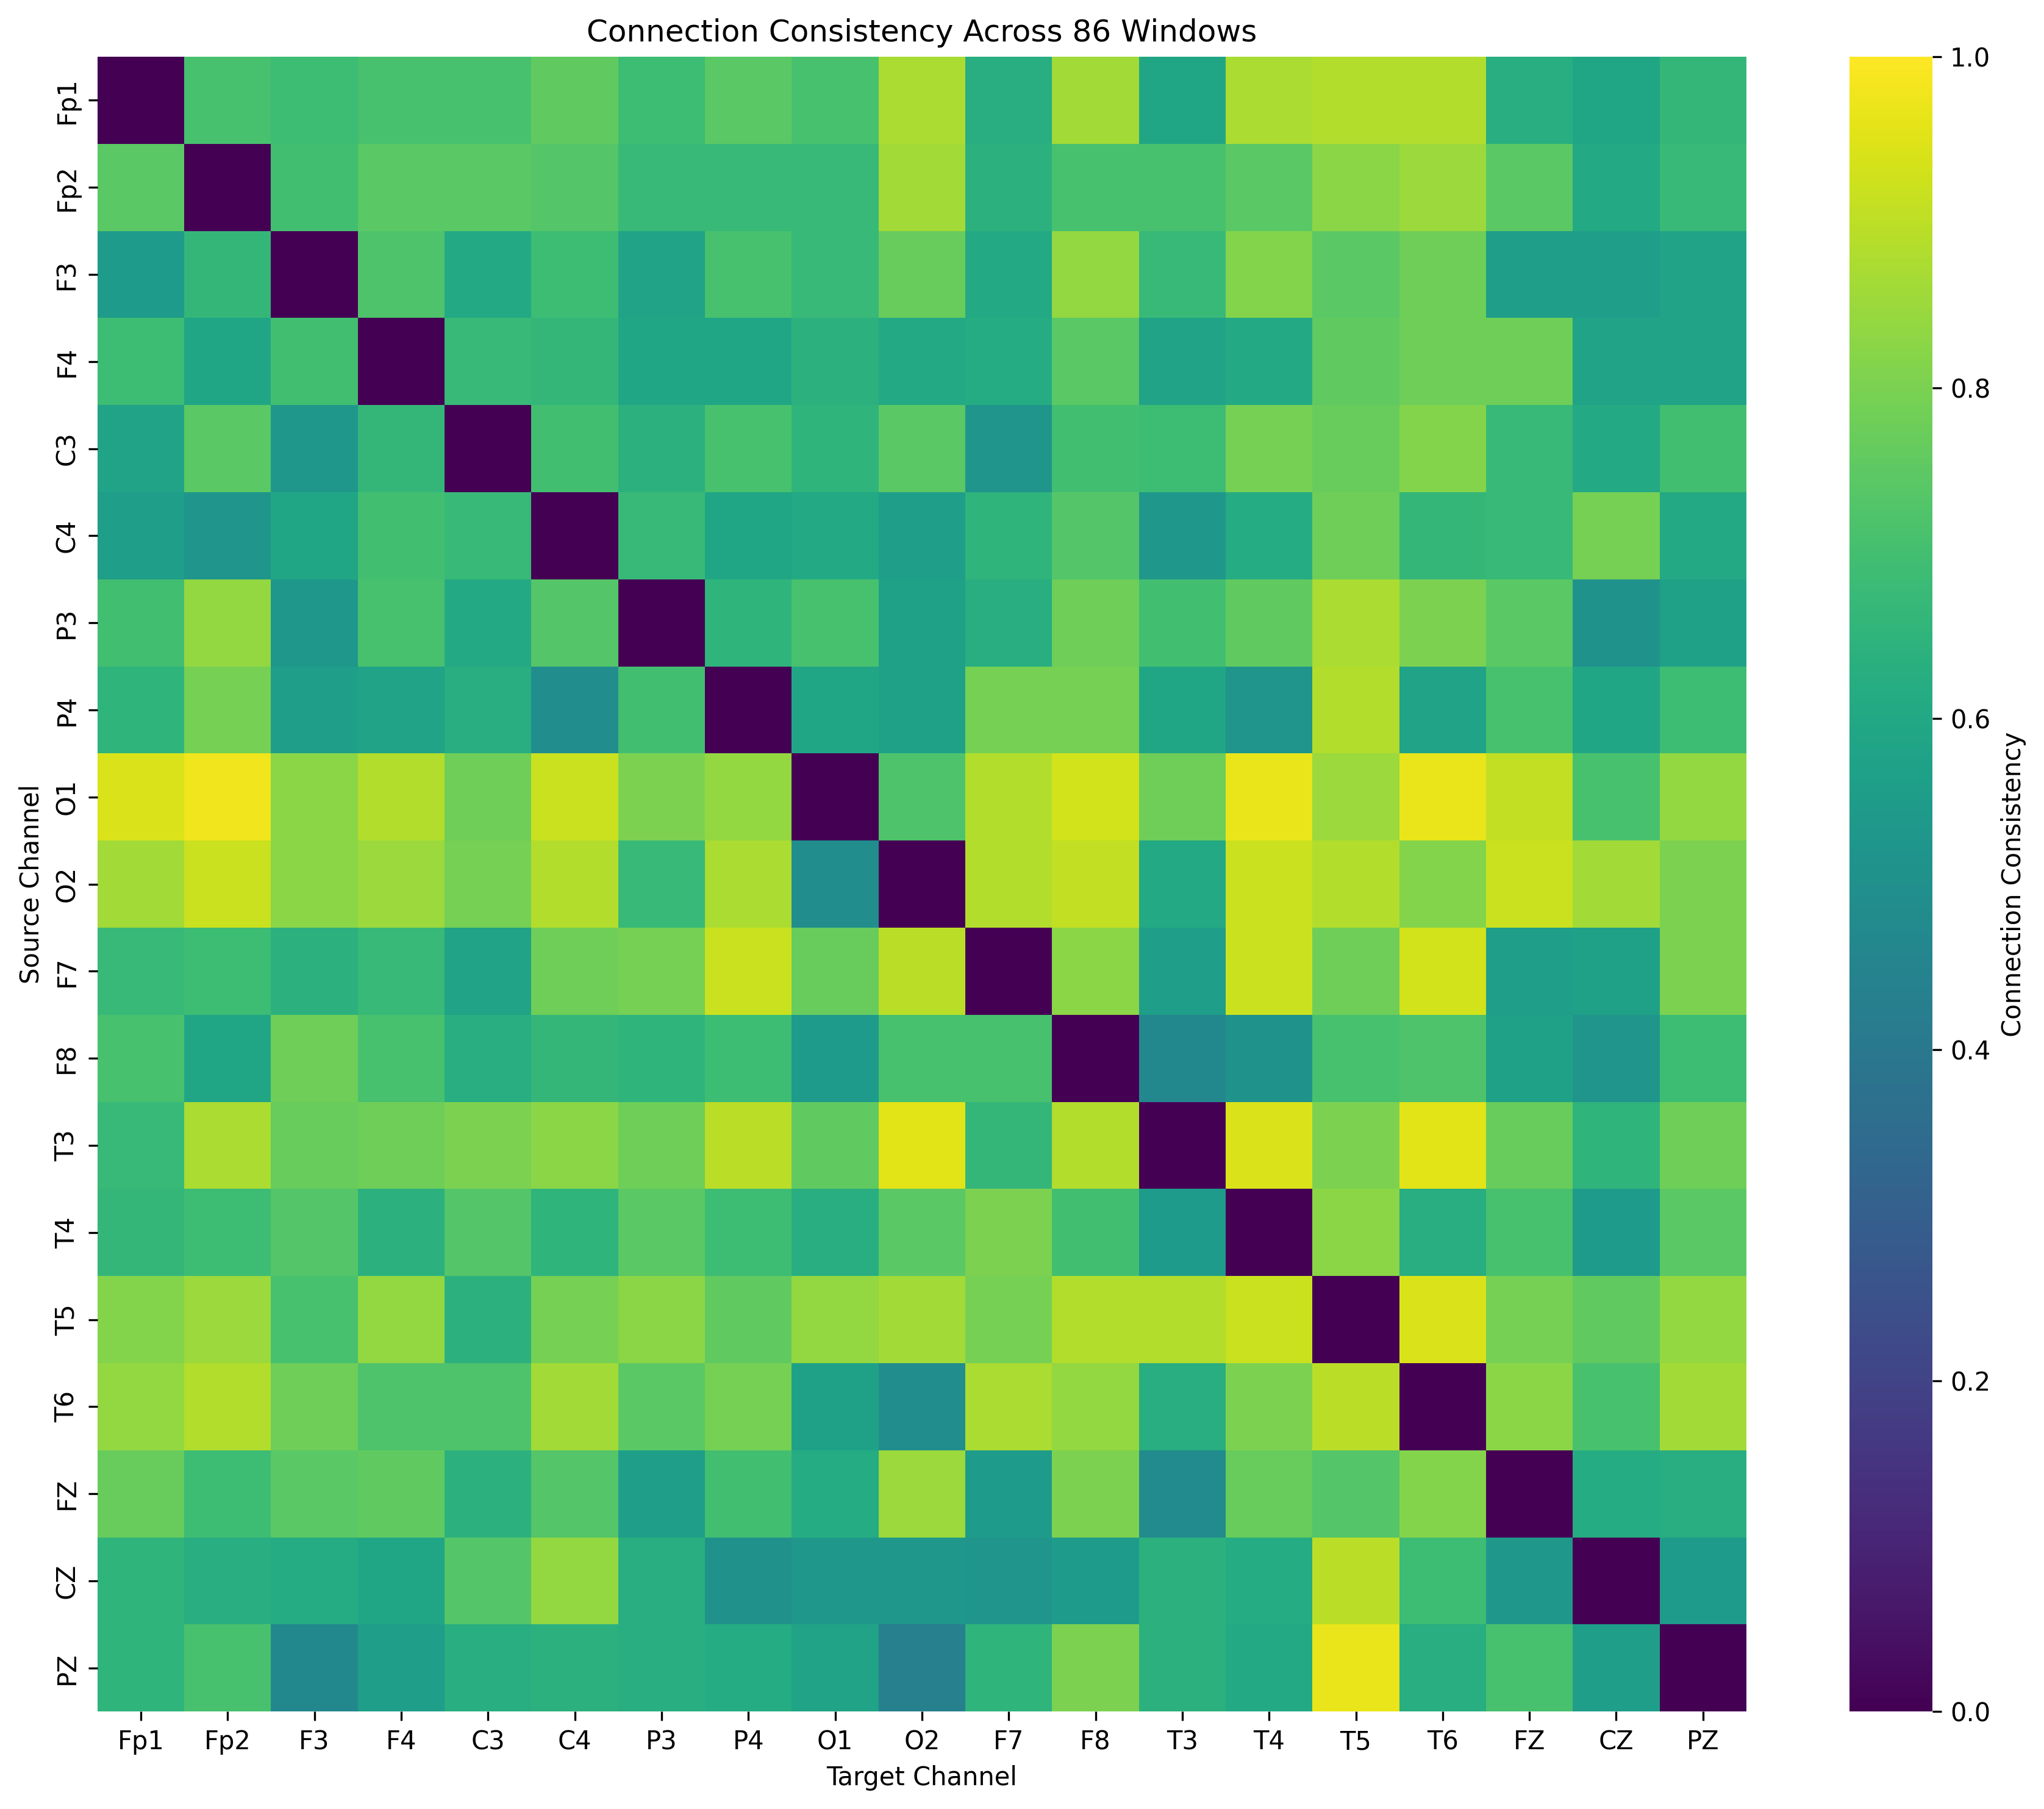 Connection Consistency Across 86 Windows
Source Channel
Fp1
Fp2
F3
F4
C3
C4
P3
P4
O1
O2
F7
F8
T3
T4
T5
T6
FZ
CZ
PZ
Fp1 Fp2 F3 F4 C3 C4 P3 P4 O1 O2 F7 F8 T3 T4 T5 T6 FZ CZ PZ
Target Channel
1.0
0.8
0.6
0.4
0.2
0.0
Connection Consistency